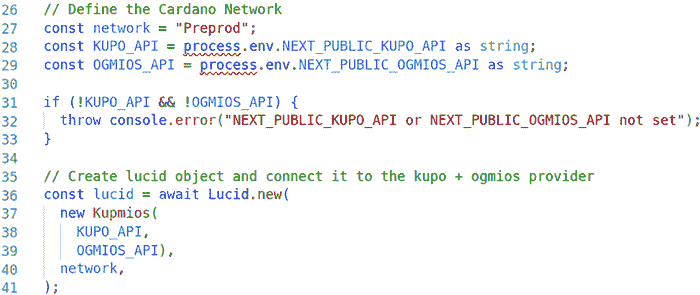 26 // Define the Cardano Network
27 const network = "Preprod";
28 const KUPO_API = process.env.NEXT_PUBLIC_KUPO_API as string;
29 const OGMIOS_API = process.env.NEXT_PUBLIC_OGMIOS_API as string;
30
31 if (!KUPO_API && !OGMIOS_API) {
32   throw console.error("NEXT_PUBLIC_KUPO_API or NEXT_PUBLIC_OGMIOS_API not set");
33 }
34
35 // Create lucid object and connect it to the kupo + ogmios provider
36 const lucid = await Lucid.new(
37   new Kupmios(
38     KUPO_API,
39     OGMIOS_API),
40   network,
41 );